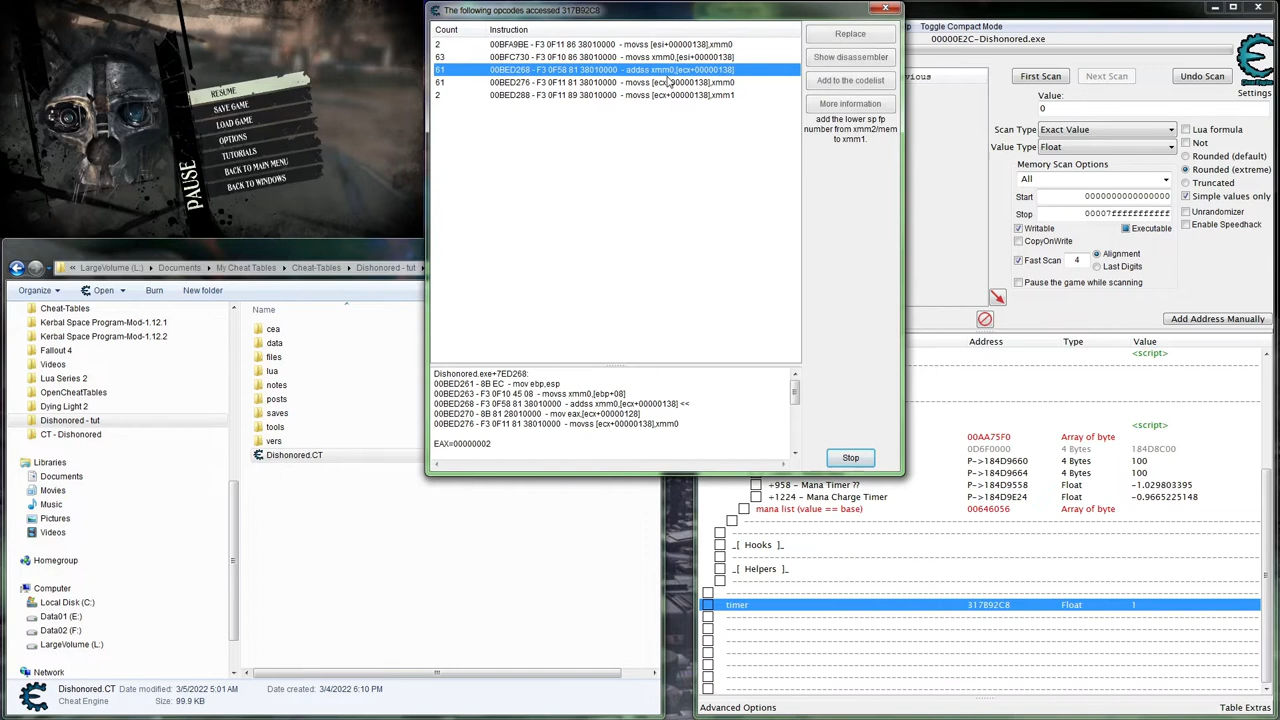 The following opcodes accessed 317B92C8
Count Instruction
2 00BFA9BE - F3 0F11 86 38010000 - movss [esi+00000138],xmm0
63 00BFC730 - F3 0F10 86 38010000 - movss xmm0,[esi+00000138]
61 00BED268 - F3 0F58 81 38010000 - addss xmm0,[ecx+00000138]
61 00BED276 - F3 0F11 81 38010000 - movss [ecx+00000138],xmm0
2 00BED288 - F3 0F11 89 38010000 - movss [ecx+00000138],xmm1
Replace
Show disassembler
Add to the codelist
More information
add the lower sp fp
number from xmm2/mem
to xmm1.
Dishonored.exe+7ED268:
00BED261 - 8B EC - mov ebp,esp
00BED263 - F3 0F10 45 08 - movss xmm0,[ebp+08]
00BED268 - F3 0F58 81 38010000 - addss xmm0,[ecx+00000138] <<
00BED270 - 8B 81 28010000 - mov eax,[ecx+00000128]
00BED276 - F3 0F11 81 38010000 - movss [ecx+00000138],xmm0
EAX=00000002
Stop
PAUSE
RESUME
SAVE GAME
LOAD GAME
OPTIONS
TUTORIALS
BACK TO MAIN MENU
BACK TO WINDOWS
« LargeVolume (L:) Documents My Cheat Tables Cheat-Tables Dishonored - tut
Organize Open Burn New folder
Cheat-Tables
Kerbal Space Program-Mod-1.12.1
Kerbal Space Program-Mod-1.12.2
Fallout 4
Videos
Lua Series 2
OpenCheatTables
Dying Light 2
Dishonored - tut
CT - Dishonored
Libraries
Documents
Movies
Music
Pictures
Videos
Homegroup
Computer
Local Disk (C:)
Data01 (E:)
Data02 (F:)
LargeVolume (L:)
Network
Name
cea
data
files
lua
notes
posts
saves
tools
vers
Dishonored.CT
Dishonored.CT Date modified: 3/5/2022 5:01 AM Date created: 3/4/2022 6:10 PM
Cheat Engine Size: 99.9 KB
Toggle Compact Mode
00000E2C-Dishonored.exe
First Scan Next Scan Undo Scan
Settings
Value:
0
Scan Type Exact Value
Value Type Float
Lua formula
Not
Rounded (default)
Rounded (extreme)
Truncated
Simple values only
Unrandomizer
Enable Speedhack
Memory Scan Options
All
Start 0000000000000000
Stop 00007fffffffffff
Writable Executable
CopyOnWrite
Fast Scan 4 Alignment
Last Digits
Pause the game while scanning
Add Address Manually
Address Type Value
<script>
<script>
00AA75F0 Array of byte
0D6F0000 4 Bytes 184D8C00
P->184D9660 4 Bytes 100
P->184D9664 4 Bytes 100
+958 - Mana Timer ?? P->184D9558 Float -1.029803395
+1224 - Mana Charge Timer P->184D9E24 Float -0.9665225148
mana list (value == base) 00646056 Array of byte
_[ Hooks ]_
_[ Helpers ]_
timer 317B92C8 Float 1
Advanced Options Table Extras